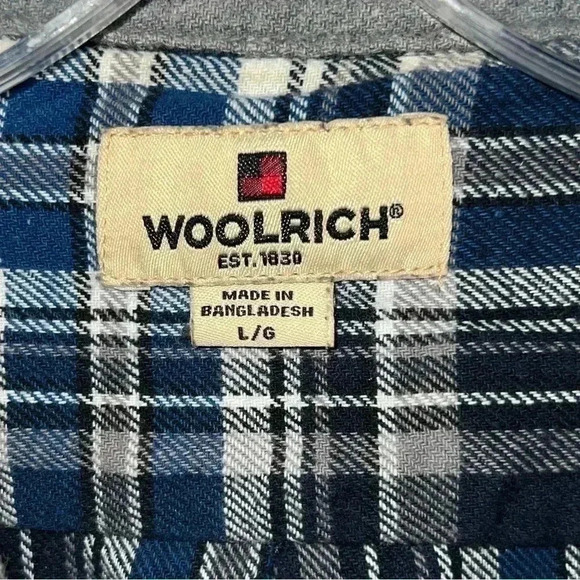 WOOLRICH®
EST. 1830
MADE IN
BANGLADESH
L/G